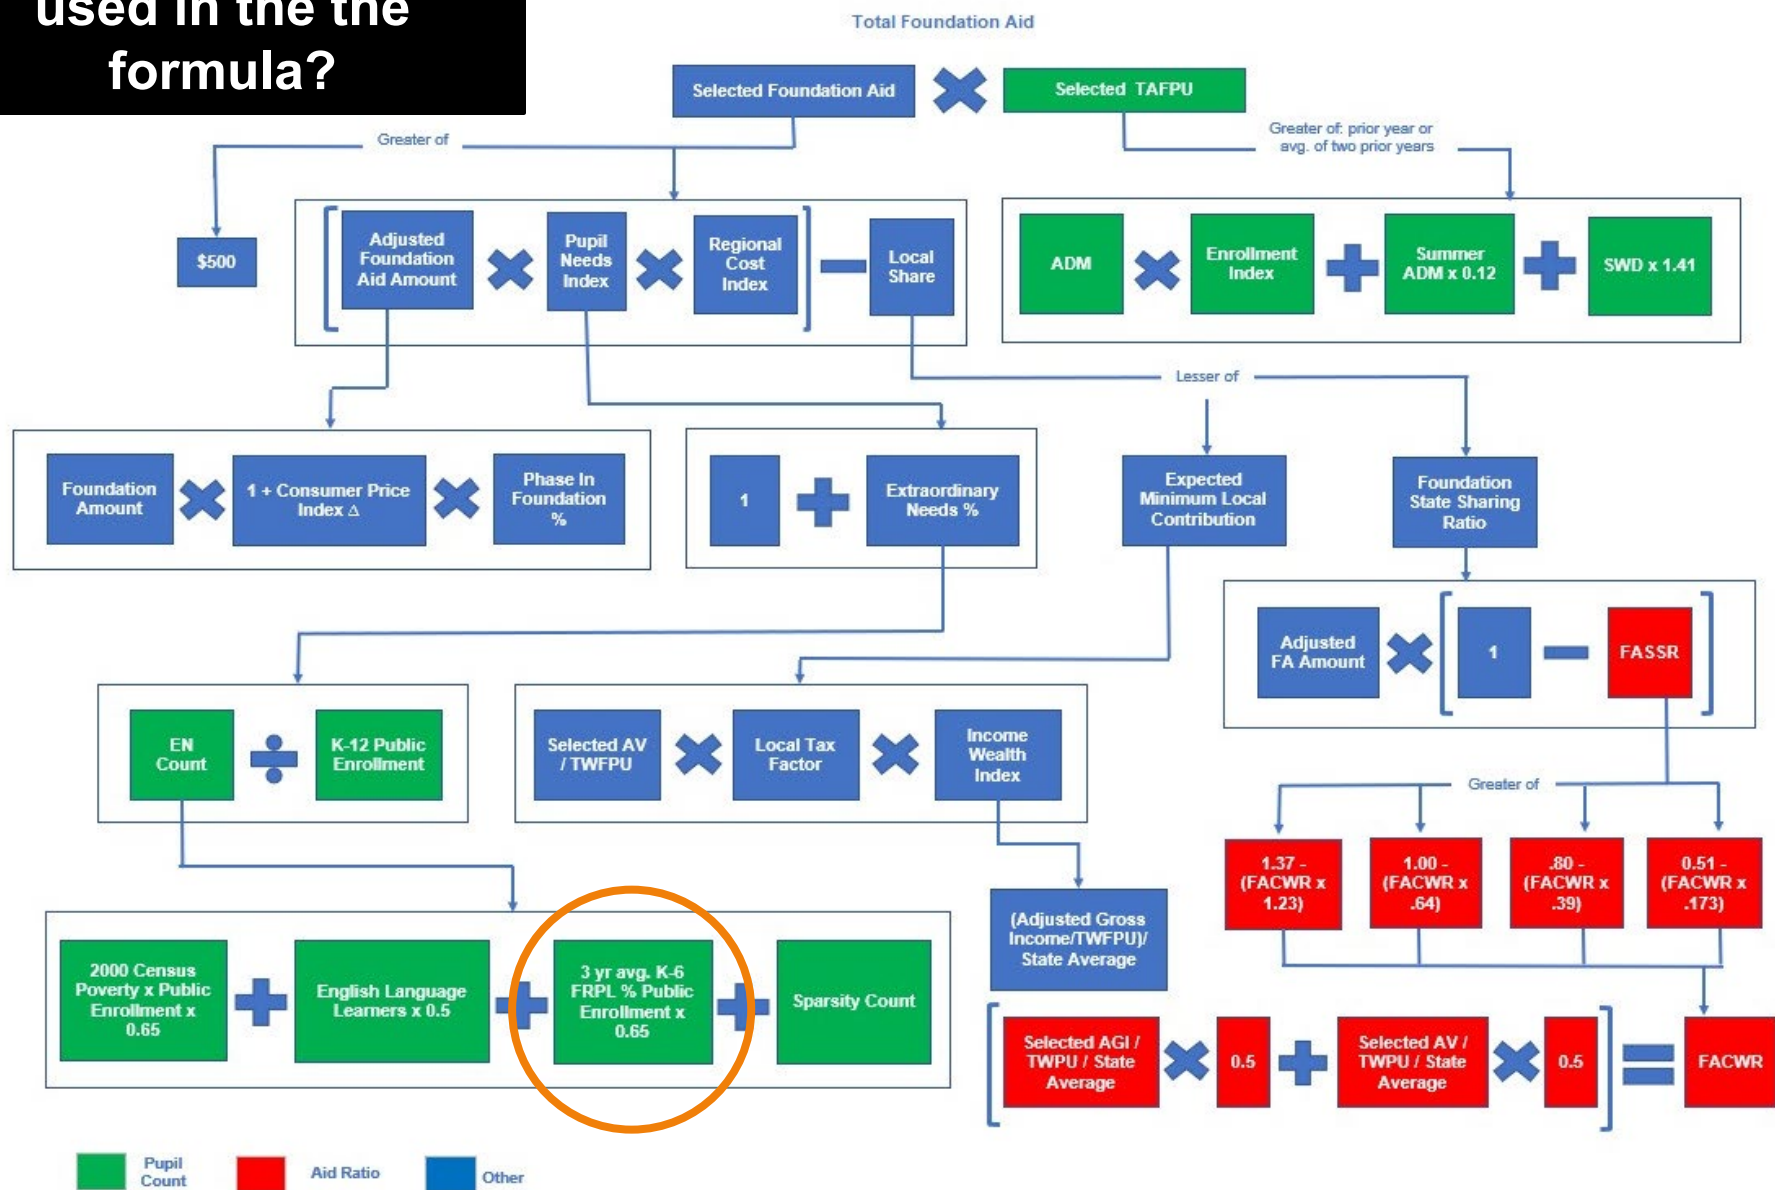 used in the the
formula?
Total Foundation Aid
Selected Foundation Aid
Selected TAFPU
Greater of
Greater of: prior year or
avg. of two prior years
$500
Adjusted
Foundation
Aid Amount
Pupil
Needs
Index
Regional
Cost
Index
Local
Share
ADM
Enrollment
Index
Summer
ADM x 0.12
SWD x 1.41
Lesser of
Foundation
Amount
1 + Consumer Price
Index Δ
Phase In
Foundation
%
1
Extraordinary
Needs %
Expected
Minimum Local
Contribution
Foundation
State Sharing
Ratio
Adjusted
FA Amount
1
FASSR
EN
Count
K-12 Public
Enrollment
Selected AV
/ TWFPU
Local Tax
Factor
Income
Wealth
Index
Greater of
1.37 -
(FACWR x
1.23)
1.00 -
(FACWR x
.64)
.80 -
(FACWR x
.39)
0.51 -
(FACWR x
.173)
(Adjusted Gross
Income/TWFPU)/
State Average
2000 Census
Poverty x Public
Enrollment x
0.65
English Language
Learners x 0.5
3 yr avg. K-6
FRPL % Public
Enrollment x
0.65
Sparsity Count
Selected AGI /
TWPU / State
Average
0.5
Selected AV /
TWPU / State
Average
0.5
FACWR
Pupil
Count
Aid Ratio
Other